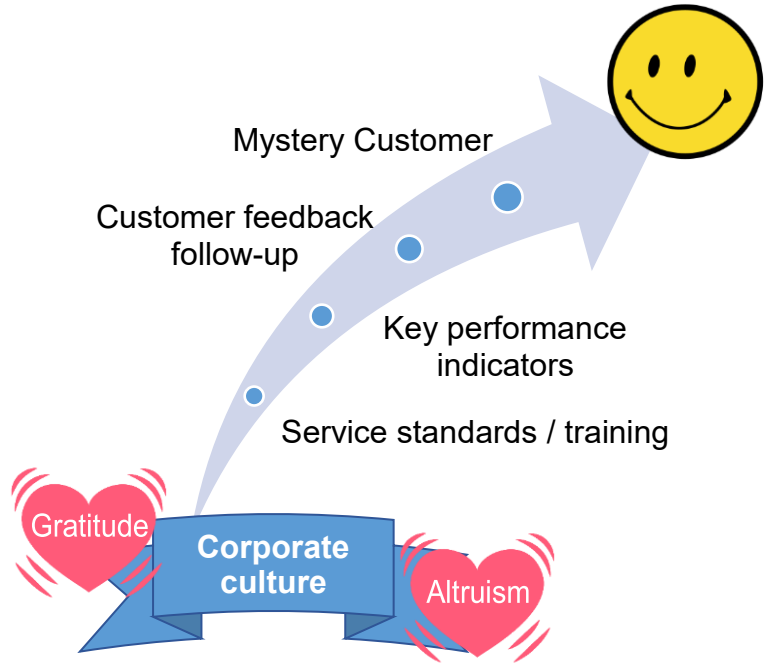 Mystery Customer
Customer feedback
follow-up
Key performance
indicators
Service standards / training
Gratitude
Corporate
culture
Altruism